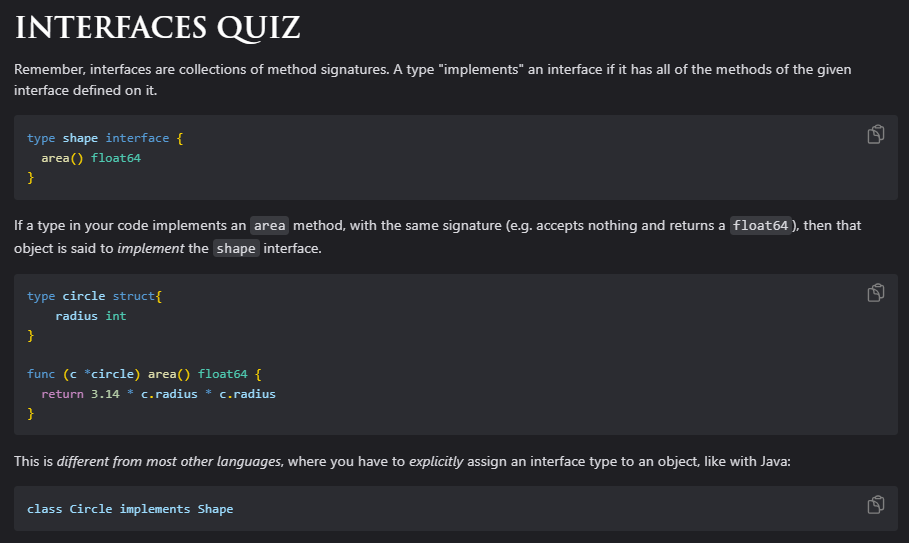 INTERFACES QUIZ
Remember, interfaces are collections of method signatures. A type "implements" an interface if it has all of the methods of the given
interface defined on it.
type shape interface {
  area() float64
}
If a type in your code implements an area method, with the same signature (e.g. accepts nothing and returns a float64), then that
object is said to implement the shape interface.
type circle struct{
    radius int
}
func (c *circle) area() float64 {
  return 3.14 * c.radius * c.radius
}
This is different from most other languages, where you have to explicitly assign an interface type to an object, like with Java:
class Circle implements Shape